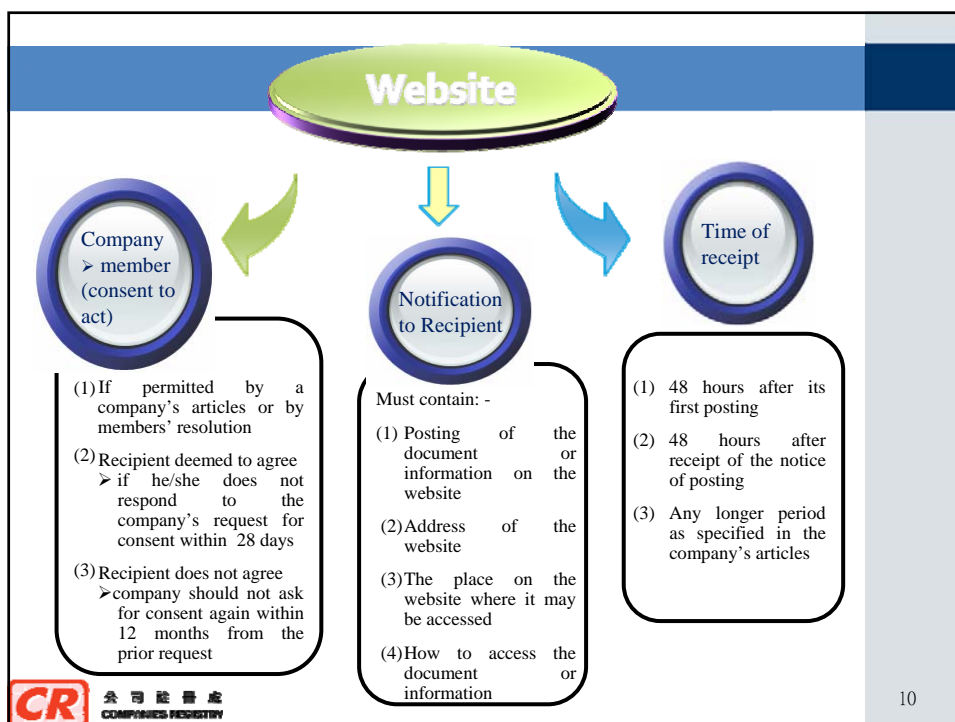 Website
Company
➢ member
(consent to
act)
(1) If permitted by a
company's articles or by
members' resolution
(2) Recipient deemed to agree
➢ if he/she does not
respond to the
company's request for
consent within 28 days
(3) Recipient does not agree
➢company should not ask
for consent again within
12 months from the
prior request
Notification
to Recipient
Must contain: -
(1) Posting of the
document or
information on the
website
(2) Address of the
website
(3) The place on the
website where it may
be accessed
(4) How to access the
document or
information
Time of
receipt
(1) 48 hours after its
first posting
(2) 48 hours after
receipt of the notice
of posting
(3) Any longer period
as specified in the
company's articles
CR
公司註冊處
COMPANIES REGISTRY
10